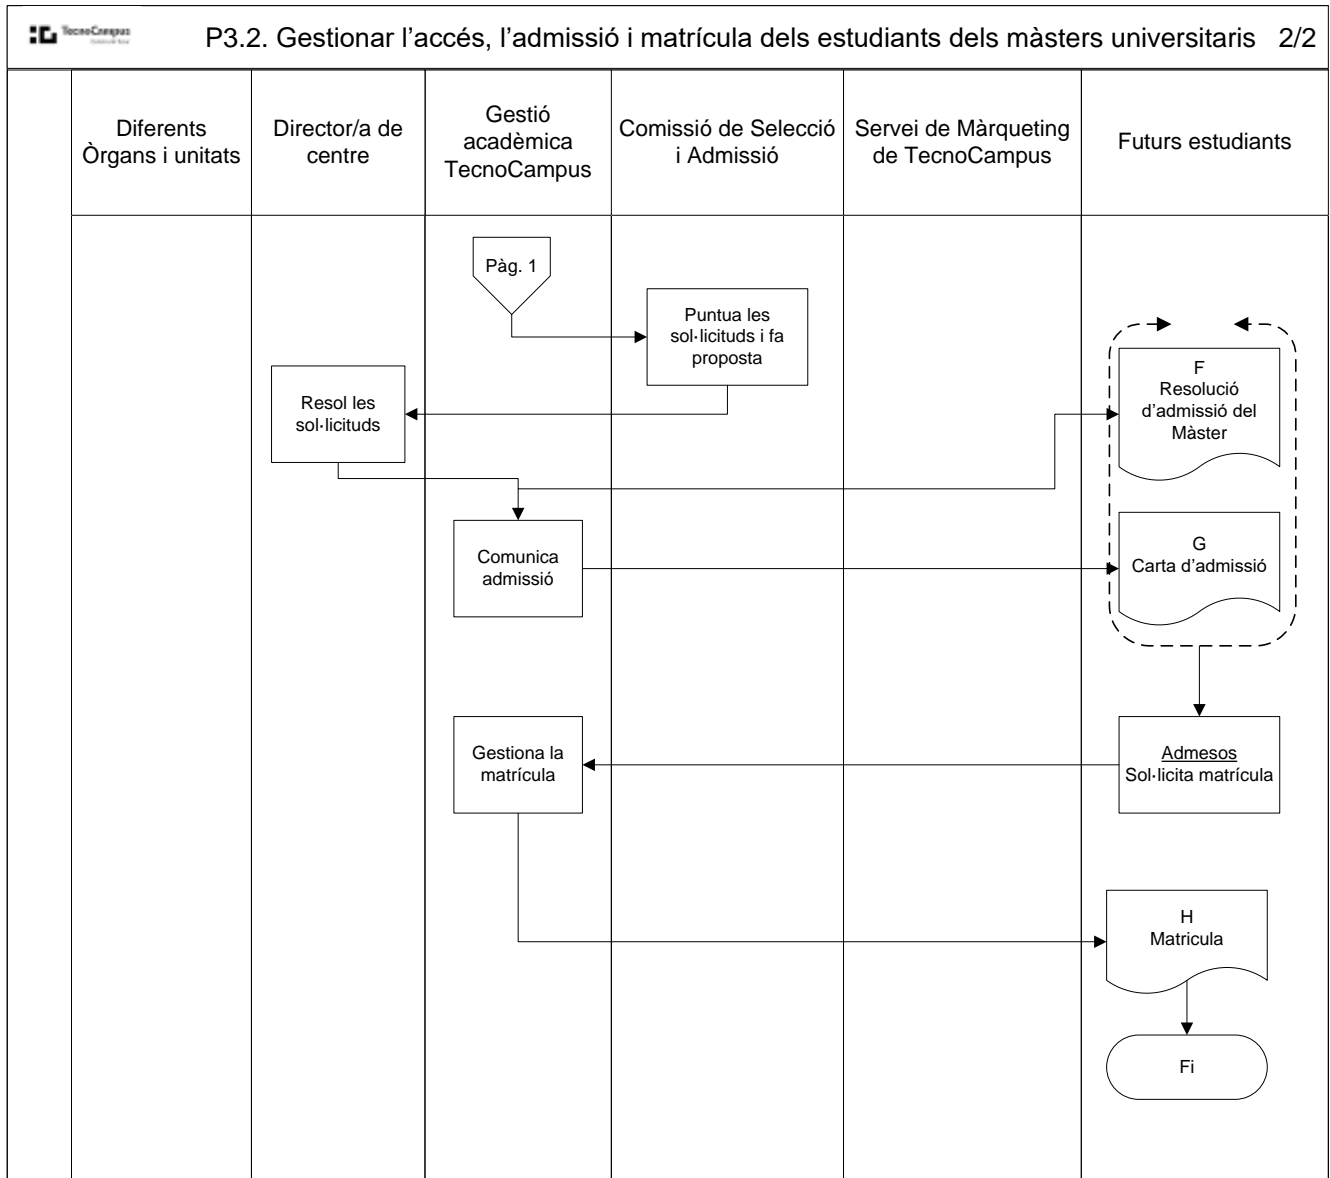 TecnoCampus
P3.2. Gestionar l’accés, l’admissió i matrícula dels estudiants dels màsters universitaris 2/2
Diferents
Òrgans i unitats
Director/a de
centre
Gestió
acadèmica
TecnoCampus
Comissió de Selecció
i Admissió
Servei de Màrqueting
de TecnoCampus
Futurs estudiants
Pàg. 1
Puntua les
sol·licituds i fa
proposta
Resol les
sol·licituds
F
Resolució
d’admissió del
Màster
Comunica
admissió
G
Carta d’admissió
Gestiona la
matrícula
Admesos
Sol·licita matrícula
H
Matricula
Fi